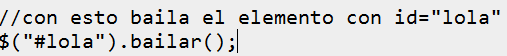 //con esto baila el elemento con id="lola"
$("#lola").bailar();